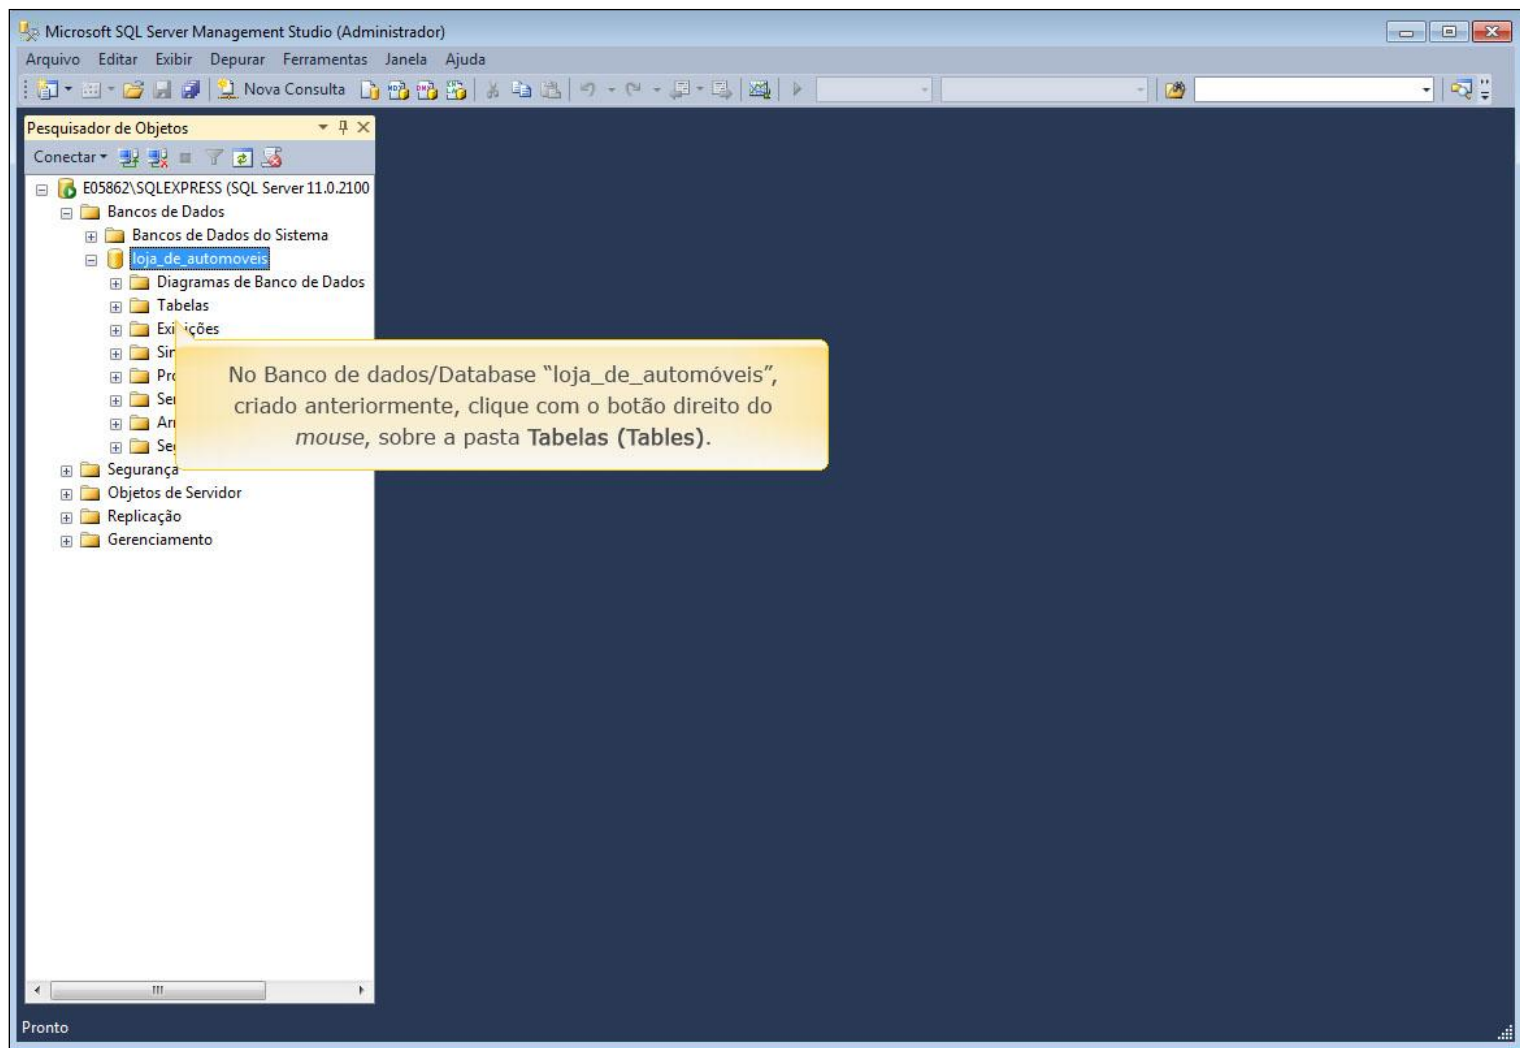 Microsoft SQL Server Management Studio (Administrador)
Arquivo Editar Exibir Depurar Ferramentas Janela Ajuda
Nova Consulta
Pesquisador de Objetos
Conectar
E05862\SQLEXPRESS (SQL Server 11.0.2100
Bancos de Dados
Bancos de Dados do Sistema
loja_de_automoveis
Diagramas de Banco de Dados
Tabelas
No Banco de dados/Database “loja_de_automóveis”,
criado anteriormente, clique com o botão direito do
mouse, sobre a pasta Tabelas (Tables).
Segurança
Objetos de Servidor
Replicação
Gerenciamento
Pronto